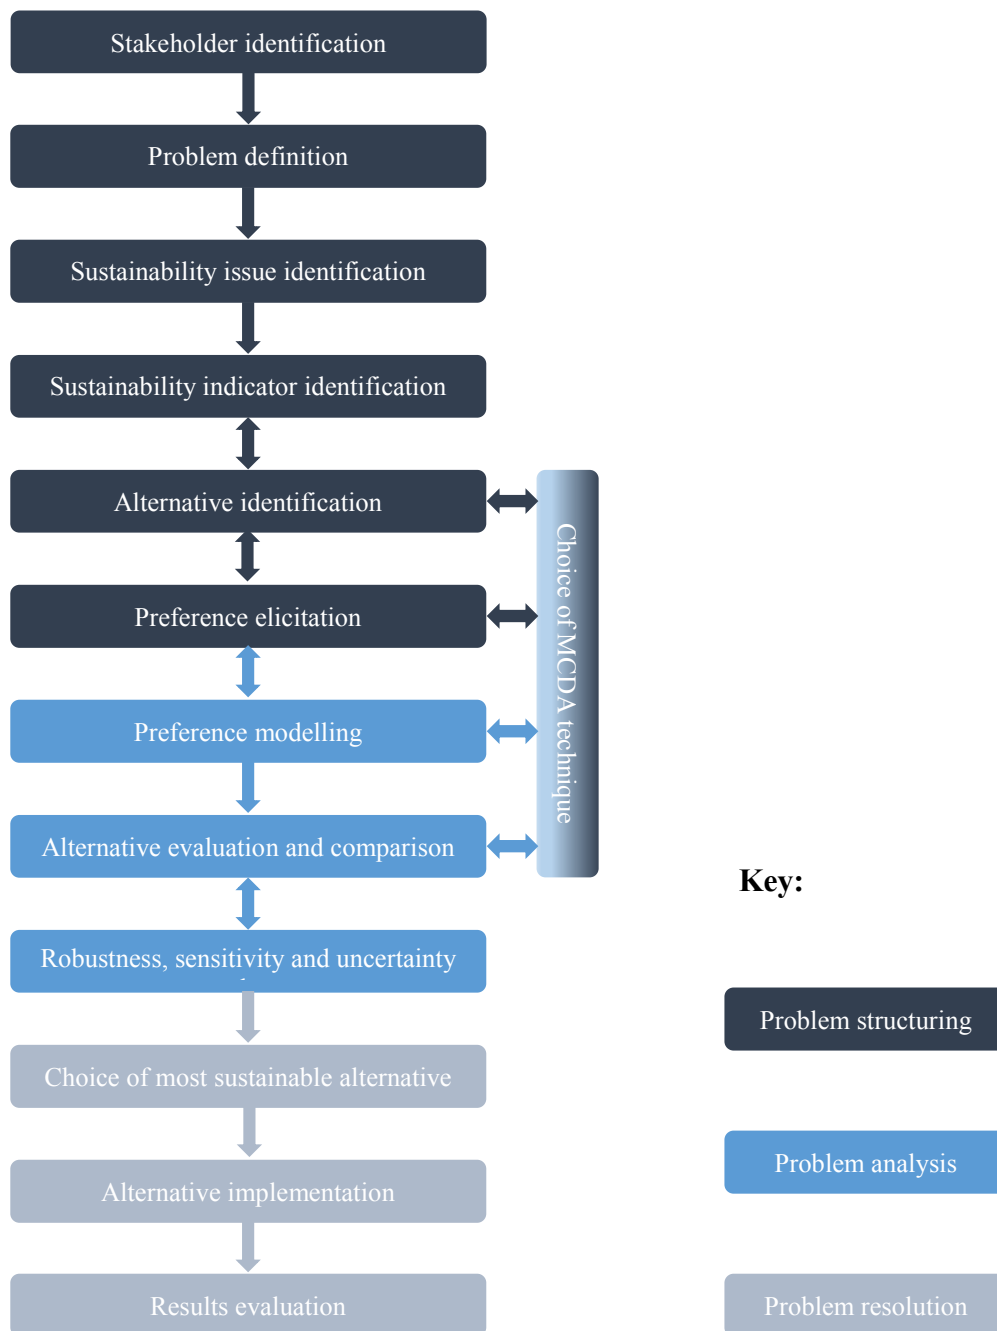 Stakeholder identification
Problem definition
Sustainability issue identification
Sustainability indicator identification
Alternative identification
Preference elicitation
Choice of MCDA technique
Preference modelling
Alternative evaluation and comparison
Robustness, sensitivity and uncertainty
Choice of most sustainable alternative
Alternative implementation
Results evaluation
Key:
Problem structuring
Problem analysis
Problem resolution